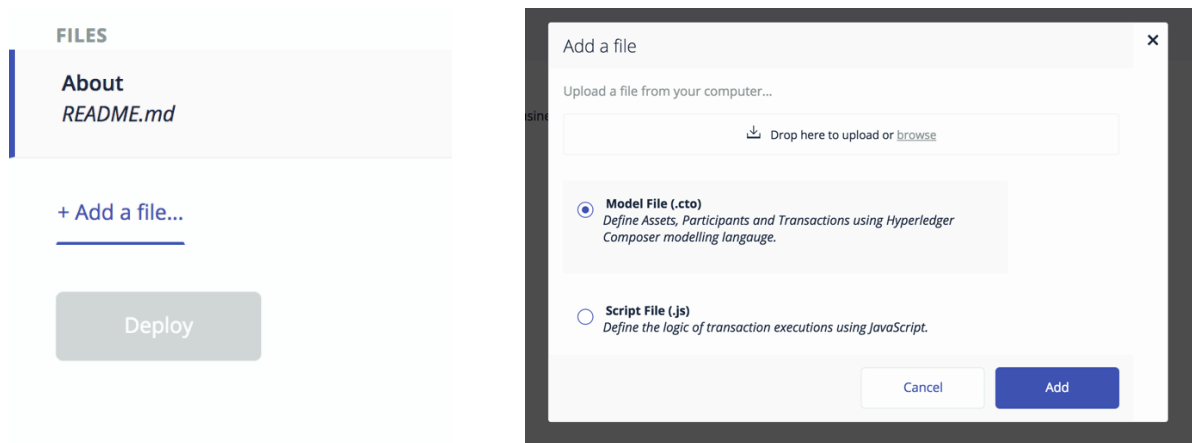 FILES
About
README.md
+ Add a file...
Deploy
Add a file
Upload a file from your computer...
Drop here to upload or browse
Model File (.cto)
Define Assets, Participants and Transactions using Hyperledger
Composer modelling langauge.
Script File (.js)
Define the logic of transaction executions using JavaScript.
Cancel
Add